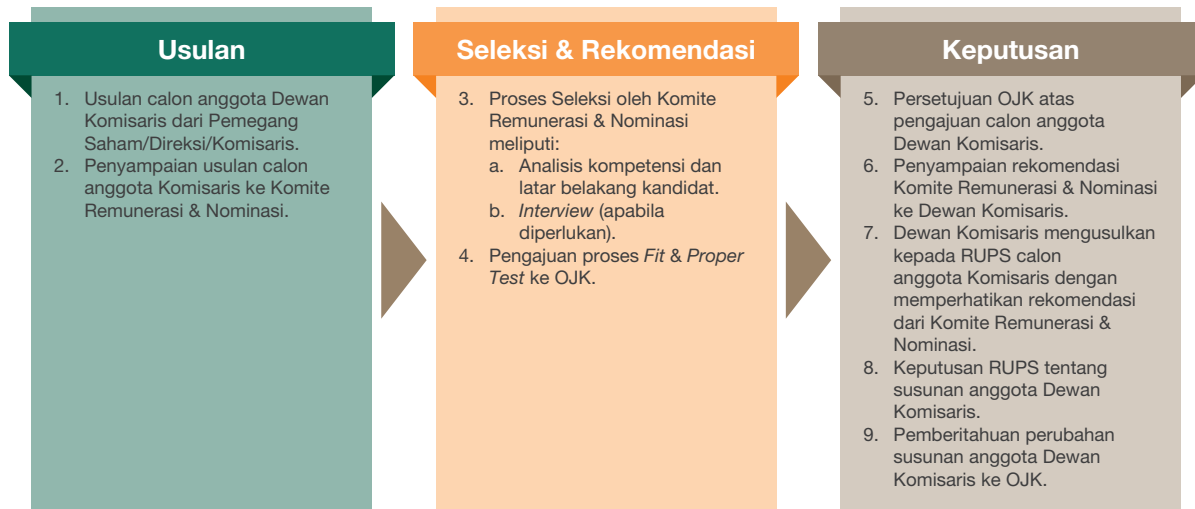 Usulan
1. Usulan calon anggota Dewan
Komisaris dari Pemegang
Saham/Direksi/Komisaris.
2. Penyampaian usulan calon
anggota Komisaris ke Komite
Remunerasi & Nominasi.
Seleksi & Rekomendasi
3. Proses Seleksi oleh Komite
Remunerasi & Nominasi
meliputi:
a. Analisis kompetensi dan
latar belakang kandidat.
b. Interview (apabila
diperlukan).
4. Pengajuan proses Fit & Proper
Test ke OJK.
Keputusan
5. Persetujuan OJK atas
pengajuan calon anggota
Dewan Komisaris.
6. Penyampaian rekomendasi
Komite Remunerasi & Nominasi
ke Dewan Komisaris.
7. Dewan Komisaris mengusulkan
kepada RUPS calon
anggota Komisaris dengan
memperhatikan rekomendasi
dari Komite Remunerasi &
Nominasi.
8. Keputusan RUPS tentang
susunan anggota Dewan
Komisaris.
9. Pemberitahuan perubahan
susunan anggota Dewan
Komisaris ke OJK.